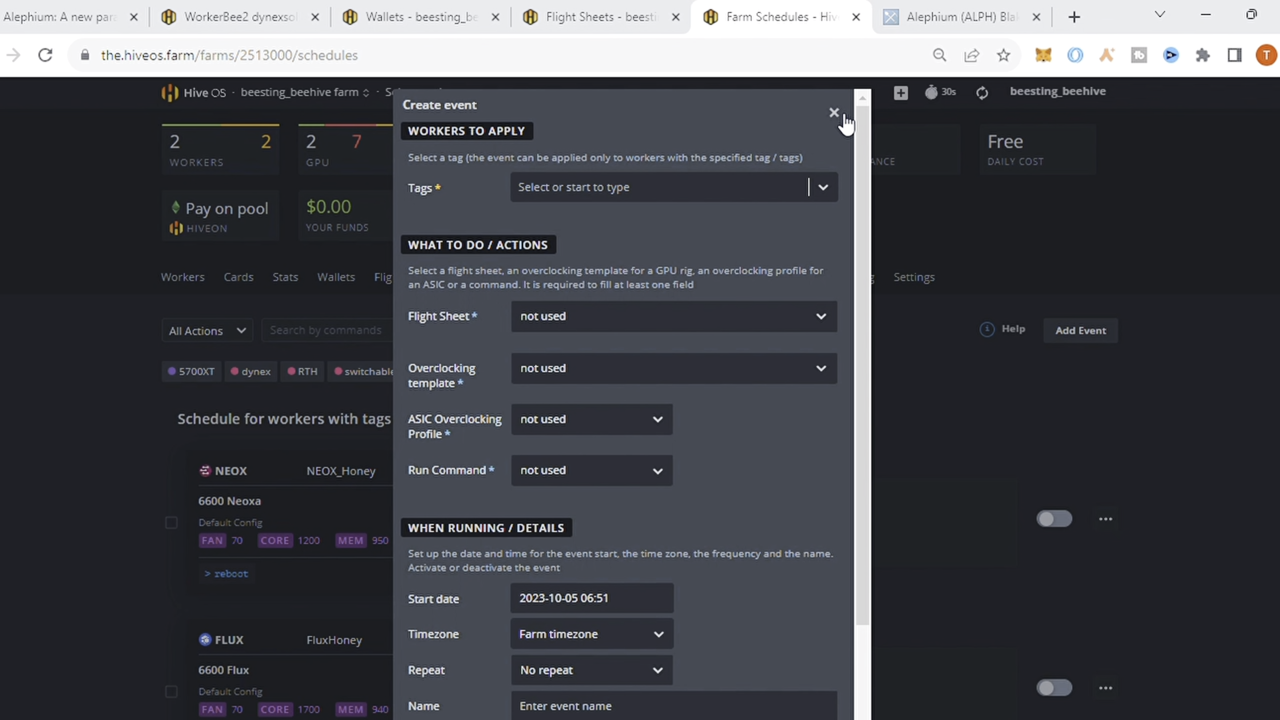 Alephium: A new par
WorkerBee2 dynexsol
Wallets - beesting_be
Flight Sheets - beesti
Farm Schedules - Hiv
Alephium (ALPH) Bla
the.hiveos.farm/farms/2513000/schedules
T
Hive OS
beesting_beehive farm
30s
beesting_beehive
2 2
WORKERS
2 7
GPU
ANCE
Free
DAILY COST
Pay on pool
HIVEON
$0.00
YOUR FUNDS
Workers Cards Stats Wallets Flig
g Settings
All Actions
Search by commands
Help
Add Event
5700XT
dynex
RTH
switchable
Schedule for workers with tags
NEOX NEOX_Honey
6600 Neoxa
Default Config
FAN 70 CORE 1200 MEM 950
> reboot
FLUX FluxHoney
6600 Flux
Default Config
FAN 70 CORE 1700 MEM 940
Create event
WORKERS TO APPLY
Select a tag (the event can be applied only to workers with the specified tag / tags)
Tags*
Select or start to type
WHAT TO DO / ACTIONS
Select a flight sheet, an overclocking template for a GPU rig, an overclocking profile for
an ASIC or a command. It is required to fill at least one field
Flight Sheet*
not used
Overclocking
template*
not used
ASIC Overclocking
Profile*
not used
Run Command*
not used
WHEN RUNNING / DETAILS
Set up the date and time for the event start, the time zone, the frequency and the name.
Activate or deactivate the event
Start date
2023-10-05 06:51
Timezone
Farm timezone
Repeat
No repeat
Name
Enter event name